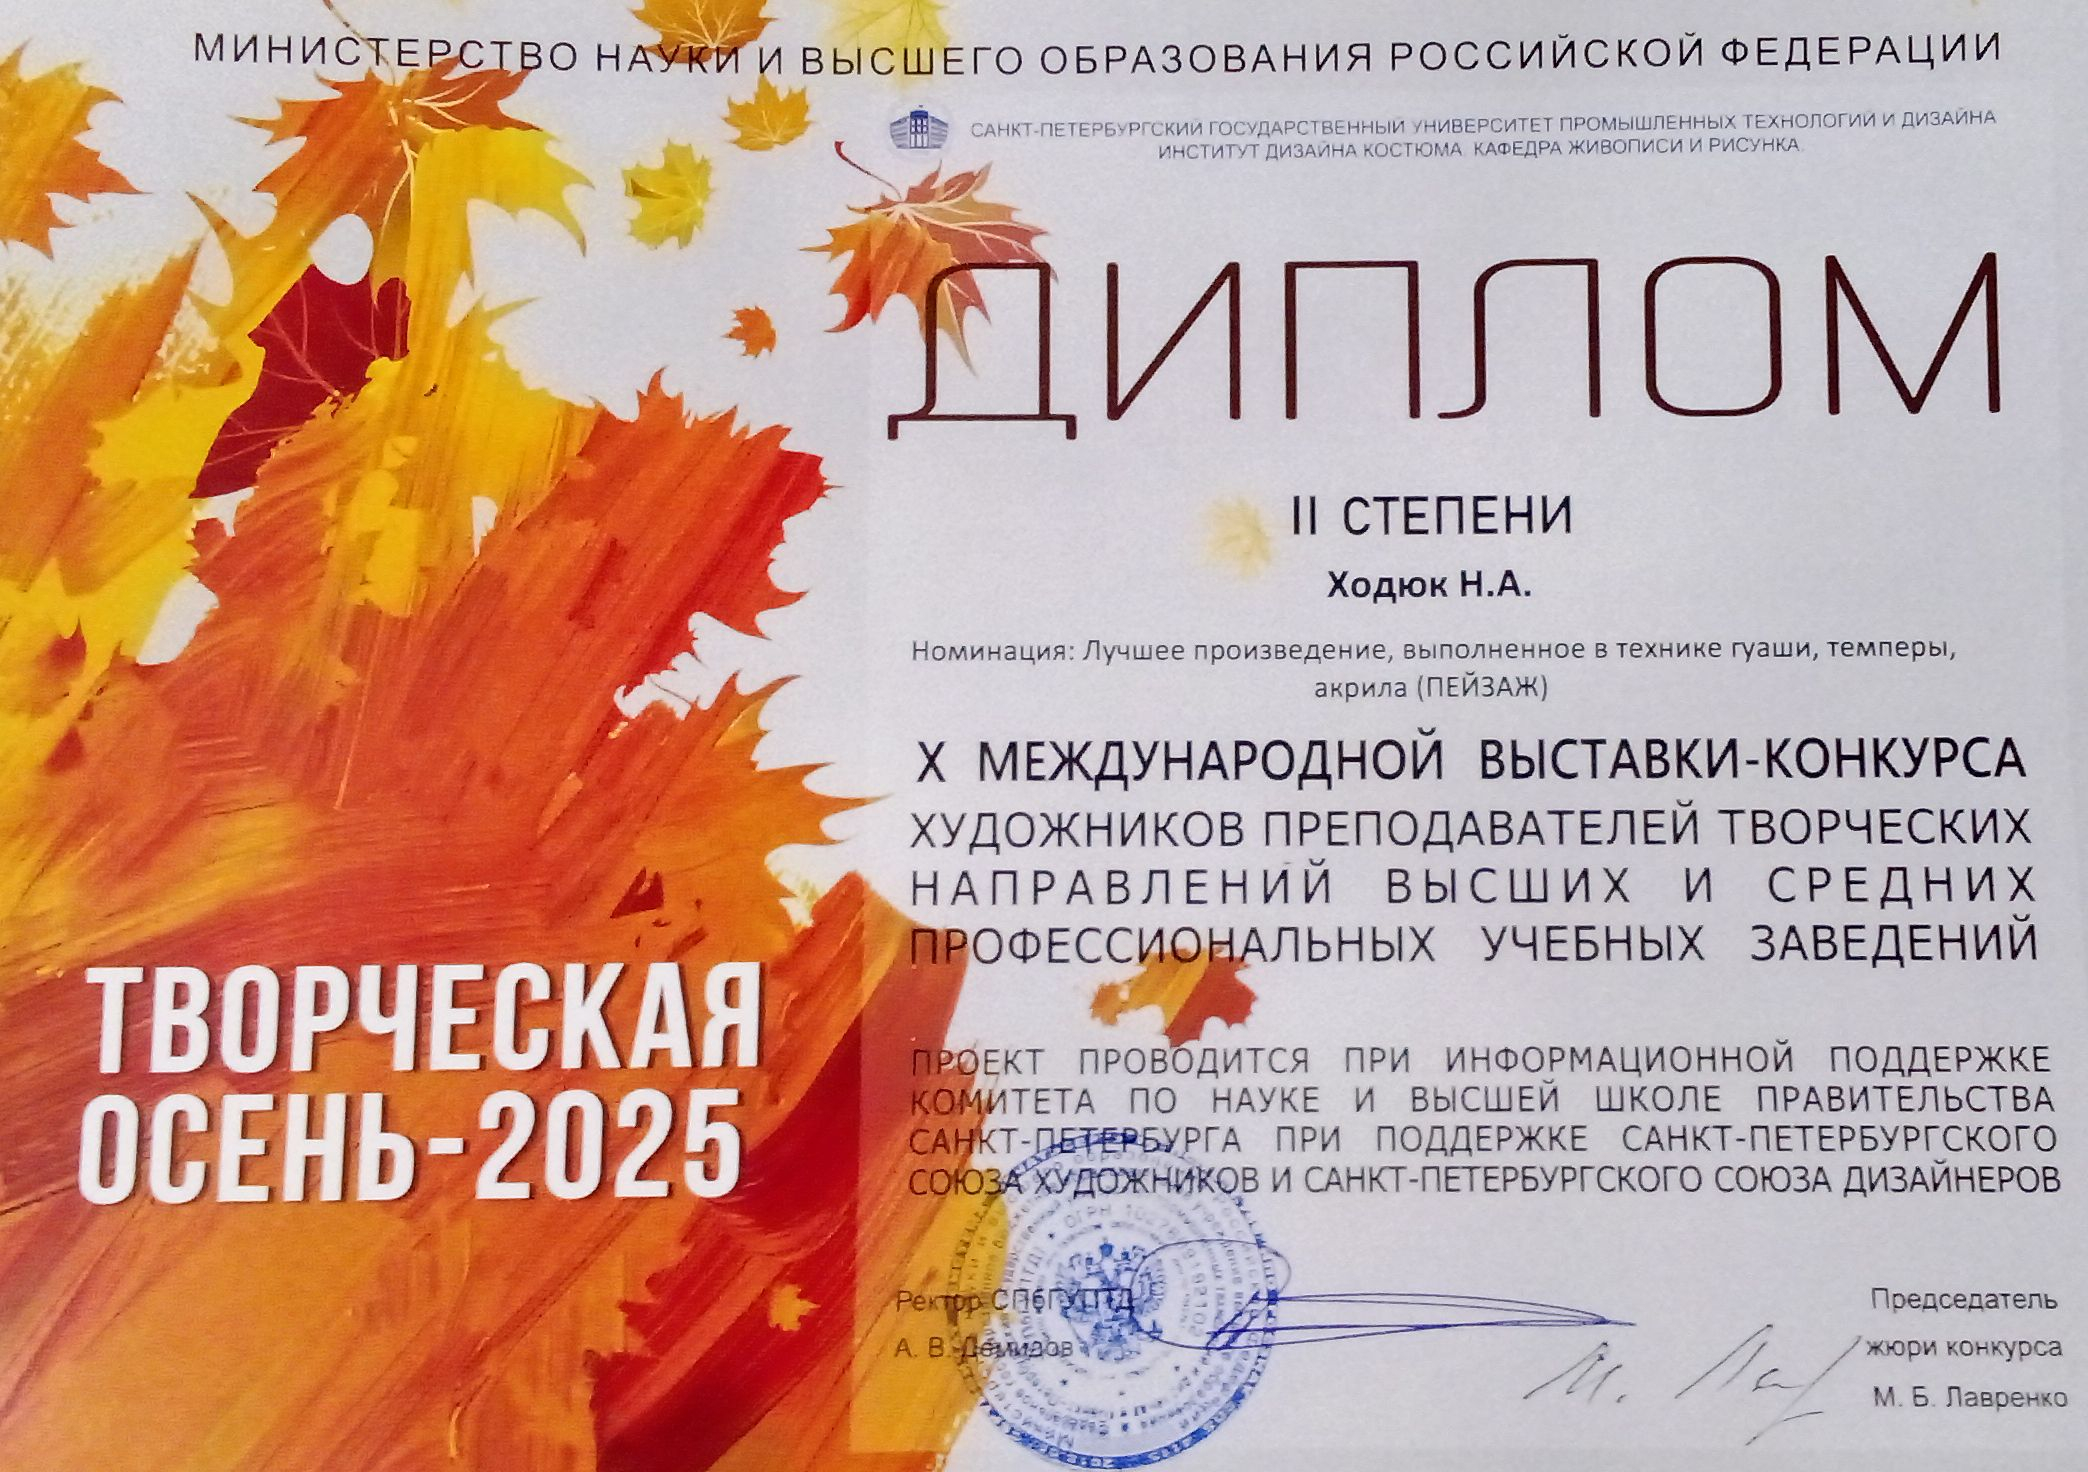 МИНИСТЕРСТВО НАУКИ И ВЫСШЕГО ОБРАЗОВАНИЯ РОССИЙСКОЙ ФЕДЕРАЦИИ
САНКТ-ПЕТЕРБУРГСКИЙ ГОСУДАРСТВЕННЫЙ УНИВЕРСИТЕТ ПРОМЫШЛЕННЫХ ТЕХНОЛОГИЙ И ДИЗАЙНА
ИНСТИТУТ ДИЗАЙНА КОСТЮМА. КАФЕДРА ЖИВОПИСИ И РИСУНКА.
ДИПЛОМ
II СТЕПЕНИ
Ходюк Н.А.
Номинация: Лучшее произведение, выполненное в технике гуаши, темперы,
акрила (ПЕЙЗАЖ)
X МЕЖДУНАРОДНОЙ ВЫСТАВКИ-КОНКУРСА
ХУДОЖНИКОВ ПРЕПОДАВАТЕЛЕЙ ТВОРЧЕСКИХ
НАПРАВЛЕНИЙ ВЫСШИХ И СРЕДНИХ
ПРОФЕССИОНАЛЬНЫХ УЧЕБНЫХ ЗАВЕДЕНИЙ
ТВОРЧЕСКАЯ
ОСЕНЬ-2025
ПРОЕКТ ПРОВОДИТСЯ ПРИ ИНФОРМАЦИОННОЙ ПОДДЕРЖКЕ
КОМИТЕТА ПО НАУКЕ И ВЫСШЕЙ ШКОЛЕ ПРАВИТЕЛЬСТВА
САНКТ-ПЕТЕРБУРГА ПРИ ПОДДЕРЖКЕ САНКТ-ПЕТЕРБУРГСКОГО
СОЮЗА ХУДОЖНИКОВ И САНКТ-ПЕТЕРБУРГСКОГО СОЮЗА ДИЗАЙНЕРОВ
Ректор СПбГУПТД
А. В. Демидов
Председатель
жюри конкурса
М. Б. Лавренко